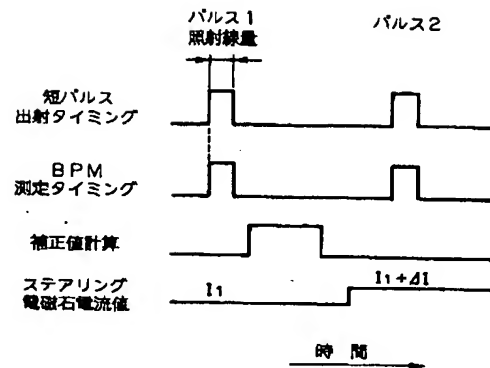 パルス1
照射線量
パルス2
短パルス
出射タイミング
BPM
測定タイミング
補正値計算
ステアリング
電磁石電流値
I1
I1+ΔI
時間